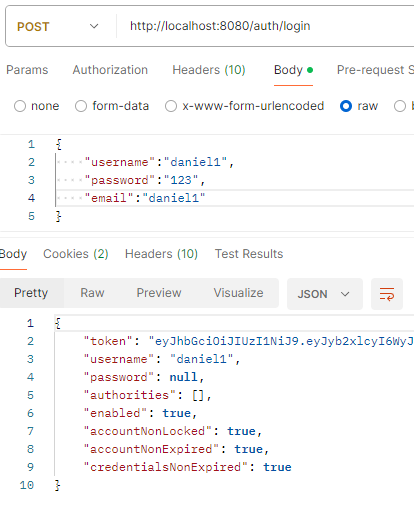 POST http://localhost:8080/auth/login
Params Authorization Headers (10) Body Pre-request S
none form-data x-www-form-urlencoded raw b
1 {
2 ····"username":"daniel1",
3 ····"password":"123",
4 ····"email":"daniel1"
5 }
Body Cookies (2) Headers (10) Test Results
Pretty Raw Preview Visualize JSON
1 {
2 "token": "eyJhbGciOiJIUzI1NiJ9.eyJyb2xlcyI6WyJ
3 "username": "daniel1",
4 "password": null,
5 "authorities": [],
6 "enabled": true,
7 "accountNonLocked": true,
8 "accountNonExpired": true,
9 "credentialsNonExpired": true
10 }